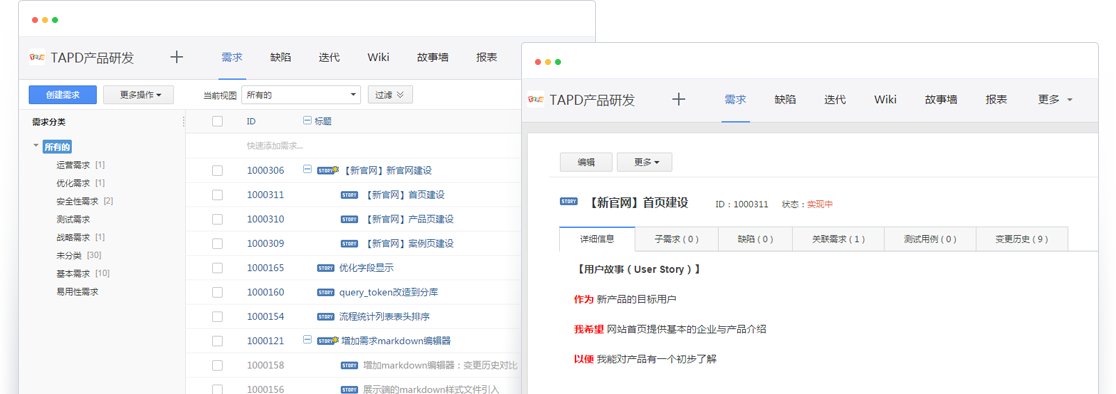 TAPD产品研发 需求 缺陷 迭代 Wiki 故事墙 报表
创建需求 更多操作 当前视图 所有的 过滤
需求分类
所有的
运营需求 [1]
优化需求 [1]
安全性需求 [2]
测试需求
战略需求 [1]
未分类 [30]
基本需求 [10]
易用性需求
ID 标题
快速添加需求...
1000306 STORY 【新官网】新官网建设
1000311 STORY 【新官网】首页建设
1000310 STORY 【新官网】产品页建设
1000309 STORY 【新官网】案例页建设
1000165 STORY 优化字段显示
1000160 STORY query_token改造到分库
1000154 STORY 流程统计列表表头排序
1000121 STORY 增加需求markdown编辑器
1000158 STORY 增加markdown编辑器：变更历史对比
1000156 STORY 展示端的markdown样式文件引入
TAPD产品研发 需求 缺陷 迭代 Wiki 故事墙 报表 更多
编辑 更多
STORY 【新官网】首页建设 ID：1000311 状态：实现中
详细信息 子需求（0） 缺陷（0） 关联需求（1） 测试用例（0） 变更历史（9）
【用户故事（User Story）】
作为 新产品的目标用户
我希望 网站首页提供基本的企业与产品介绍
以便 我能对产品有一个初步了解